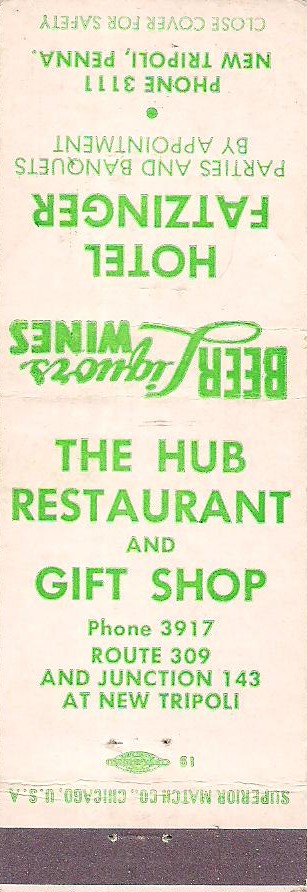 CLOSE COVER FOR SAFETY
NEW TRIPOLI, PENNA.
PHONE 3111
•
BY APPOINTMENT
PARTIES AND BANQUETS
FATZINGER
HOTEL
BEER Liquors WINES
THE HUB
RESTAURANT
AND
GIFT SHOP
Phone 3917
ROUTE 309
AND JUNCTION 143
AT NEW TRIPOLI
19
SUPERIOR MATCH CO., CHICAGO, U.S.A